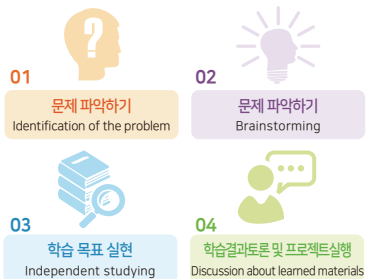 ?
01
문제 파악하기
Identification of the problem
02
문제 파악하기
Brainstorming
03
학습 목표 실현
Independent studying
04
학습결과토론 및 프로젝트실행
Discussion about learned materials